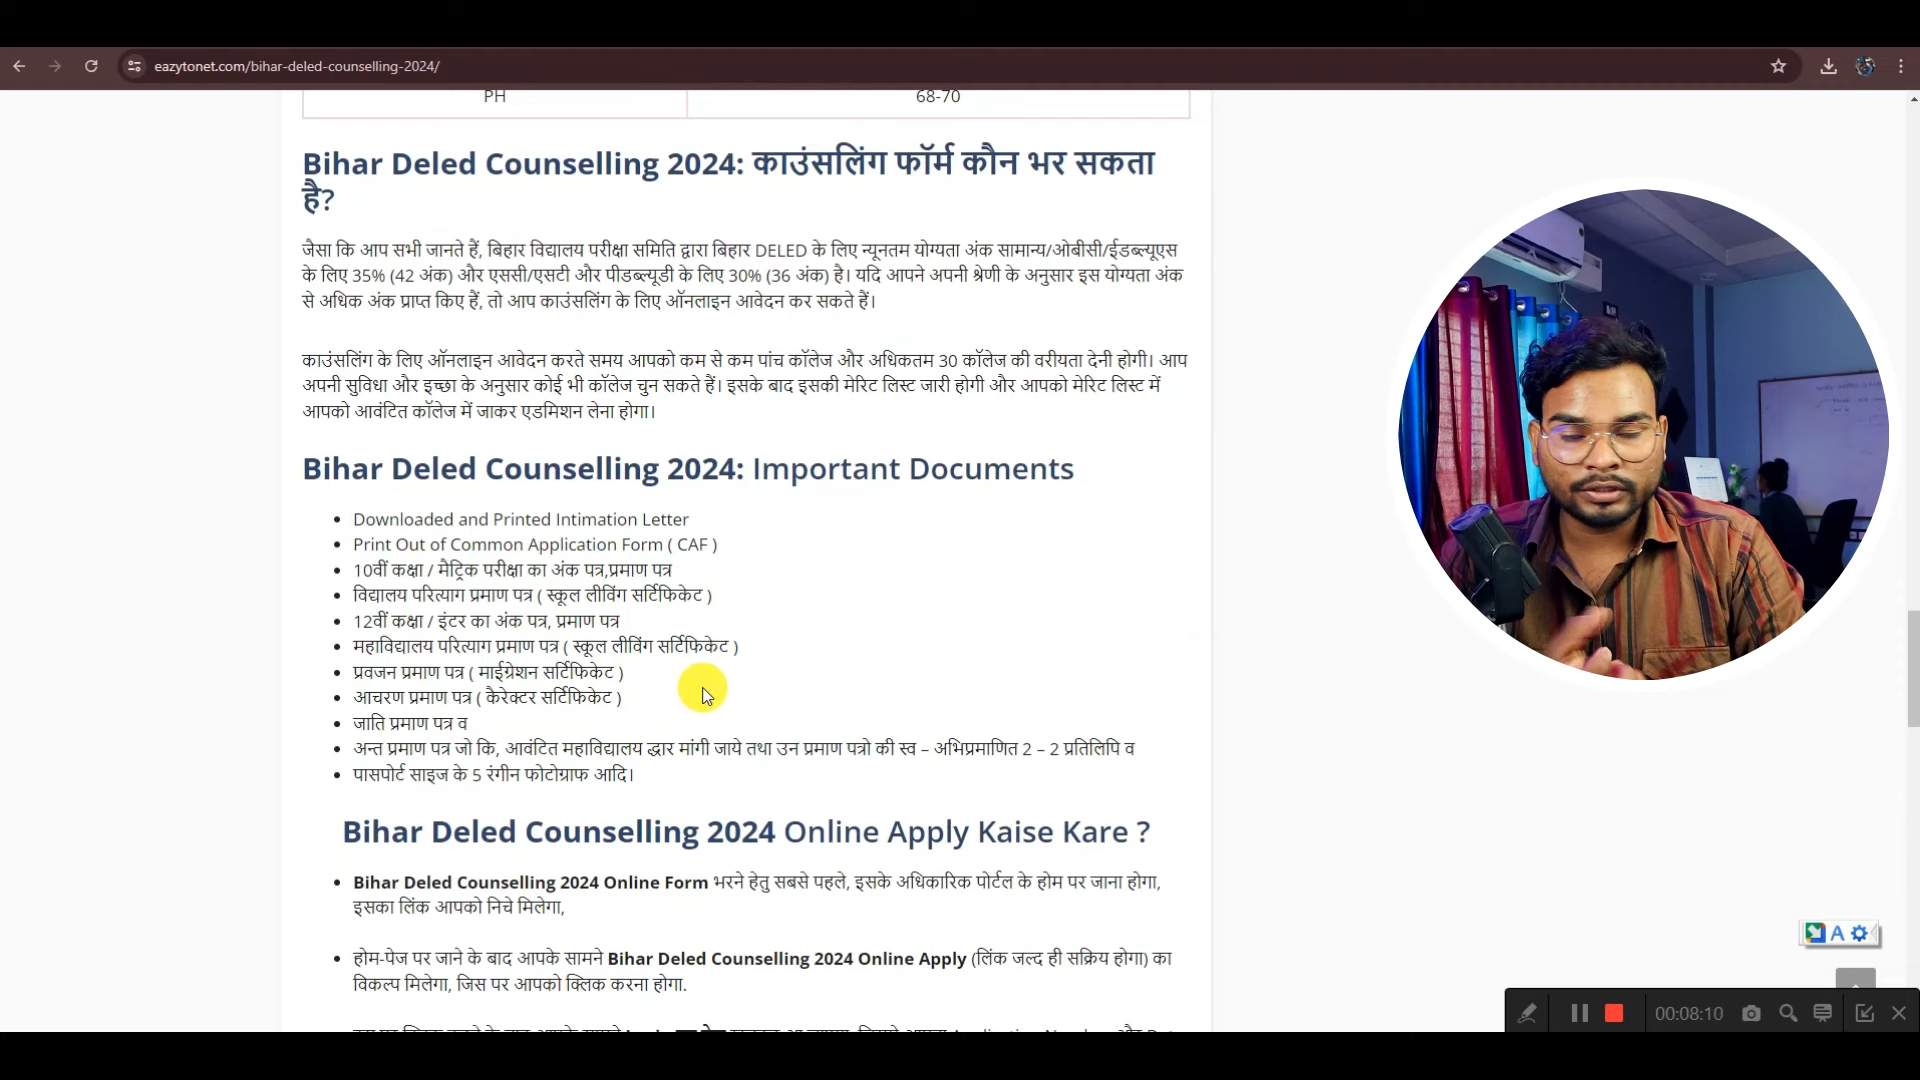 eazytonet.com/bihar-deled-counselling-2024/
PH 68-70
Bihar Deled Counselling 2024: काउंसलिंग फॉर्म कौन भर सकता
है?
जैसा कि आप सभी जानते हैं, बिहार विद्यालय परीक्षा समिति द्वारा बिहार DELED के लिए न्यूनतम योग्यता अंक सामान्य/ओबीसी/ईडब्ल्यूएस
के लिए 35% (42 अंक) और एससी/एसटी और पीडब्ल्यूडी के लिए 30% (36 अंक) है। यदि आपने अपनी श्रेणी के अनुसार इस योग्यता अंक
से अधिक अंक प्राप्त किए हैं, तो आप काउंसलिंग के लिए ऑनलाइन आवेदन कर सकते हैं।
काउंसलिंग के लिए ऑनलाइन आवेदन करते समय आपको कम से कम पांच कॉलेज और अधिकतम 30 कॉलेज की वरीयता देनी होगी। आप
अपनी सुविधा और इच्छा के अनुसार कोई भी कॉलेज चुन सकते हैं। इसके बाद इसकी मेरिट लिस्ट जारी होगी और आपको मेरिट लिस्ट में
आपको आवंटित कॉलेज में जाकर एडमिशन लेना होगा।
Bihar Deled Counselling 2024: Important Documents
Downloaded and Printed Intimation Letter
Print Out of Common Application Form ( CAF )
10वीं कक्षा / मैट्रिक परीक्षा का अंक पत्र,प्रमाण पत्र
विद्यालय परित्याग प्रमाण पत्र ( स्कूल लीविंग सर्टिफिकेट )
12वीं कक्षा / इंटर का अंक पत्र, प्रमाण पत्र
महाविद्यालय परित्याग प्रमाण पत्र ( स्कूल लीविंग सर्टिफिकेट )
प्रवजन प्रमाण पत्र ( माईग्रेशन सर्टिफिकेट )
आचरण प्रमाण पत्र ( कैरेक्टर सर्टिफिकेट )
जाति प्रमाण पत्र व
अन्त प्रमाण पत्र जो कि, आवंटित महाविद्यालय द्धार मांगी जाये तथा उन प्रमाण पत्रो की स्व – अभिप्रमाणित 2 – 2 प्रतिलिपि व
पासपोर्ट साइज के 5 रंगीन फोटोग्राफ आदि।
Bihar Deled Counselling 2024 Online Apply Kaise Kare ?
Bihar Deled Counselling 2024 Online Form भरने हेतु सबसे पहले, इसके अधिकारिक पोर्टल के होम पर जाना होगा,
इसका लिंक आपको निचे मिलेगा,
होम-पेज पर जाने के बाद आपके सामने Bihar Deled Counselling 2024 Online Apply (लिंक जल्द ही सक्रिय होगा) का
विकल्प मिलेगा, जिस पर आपको क्लिक करना होगा.
A
00:08:10